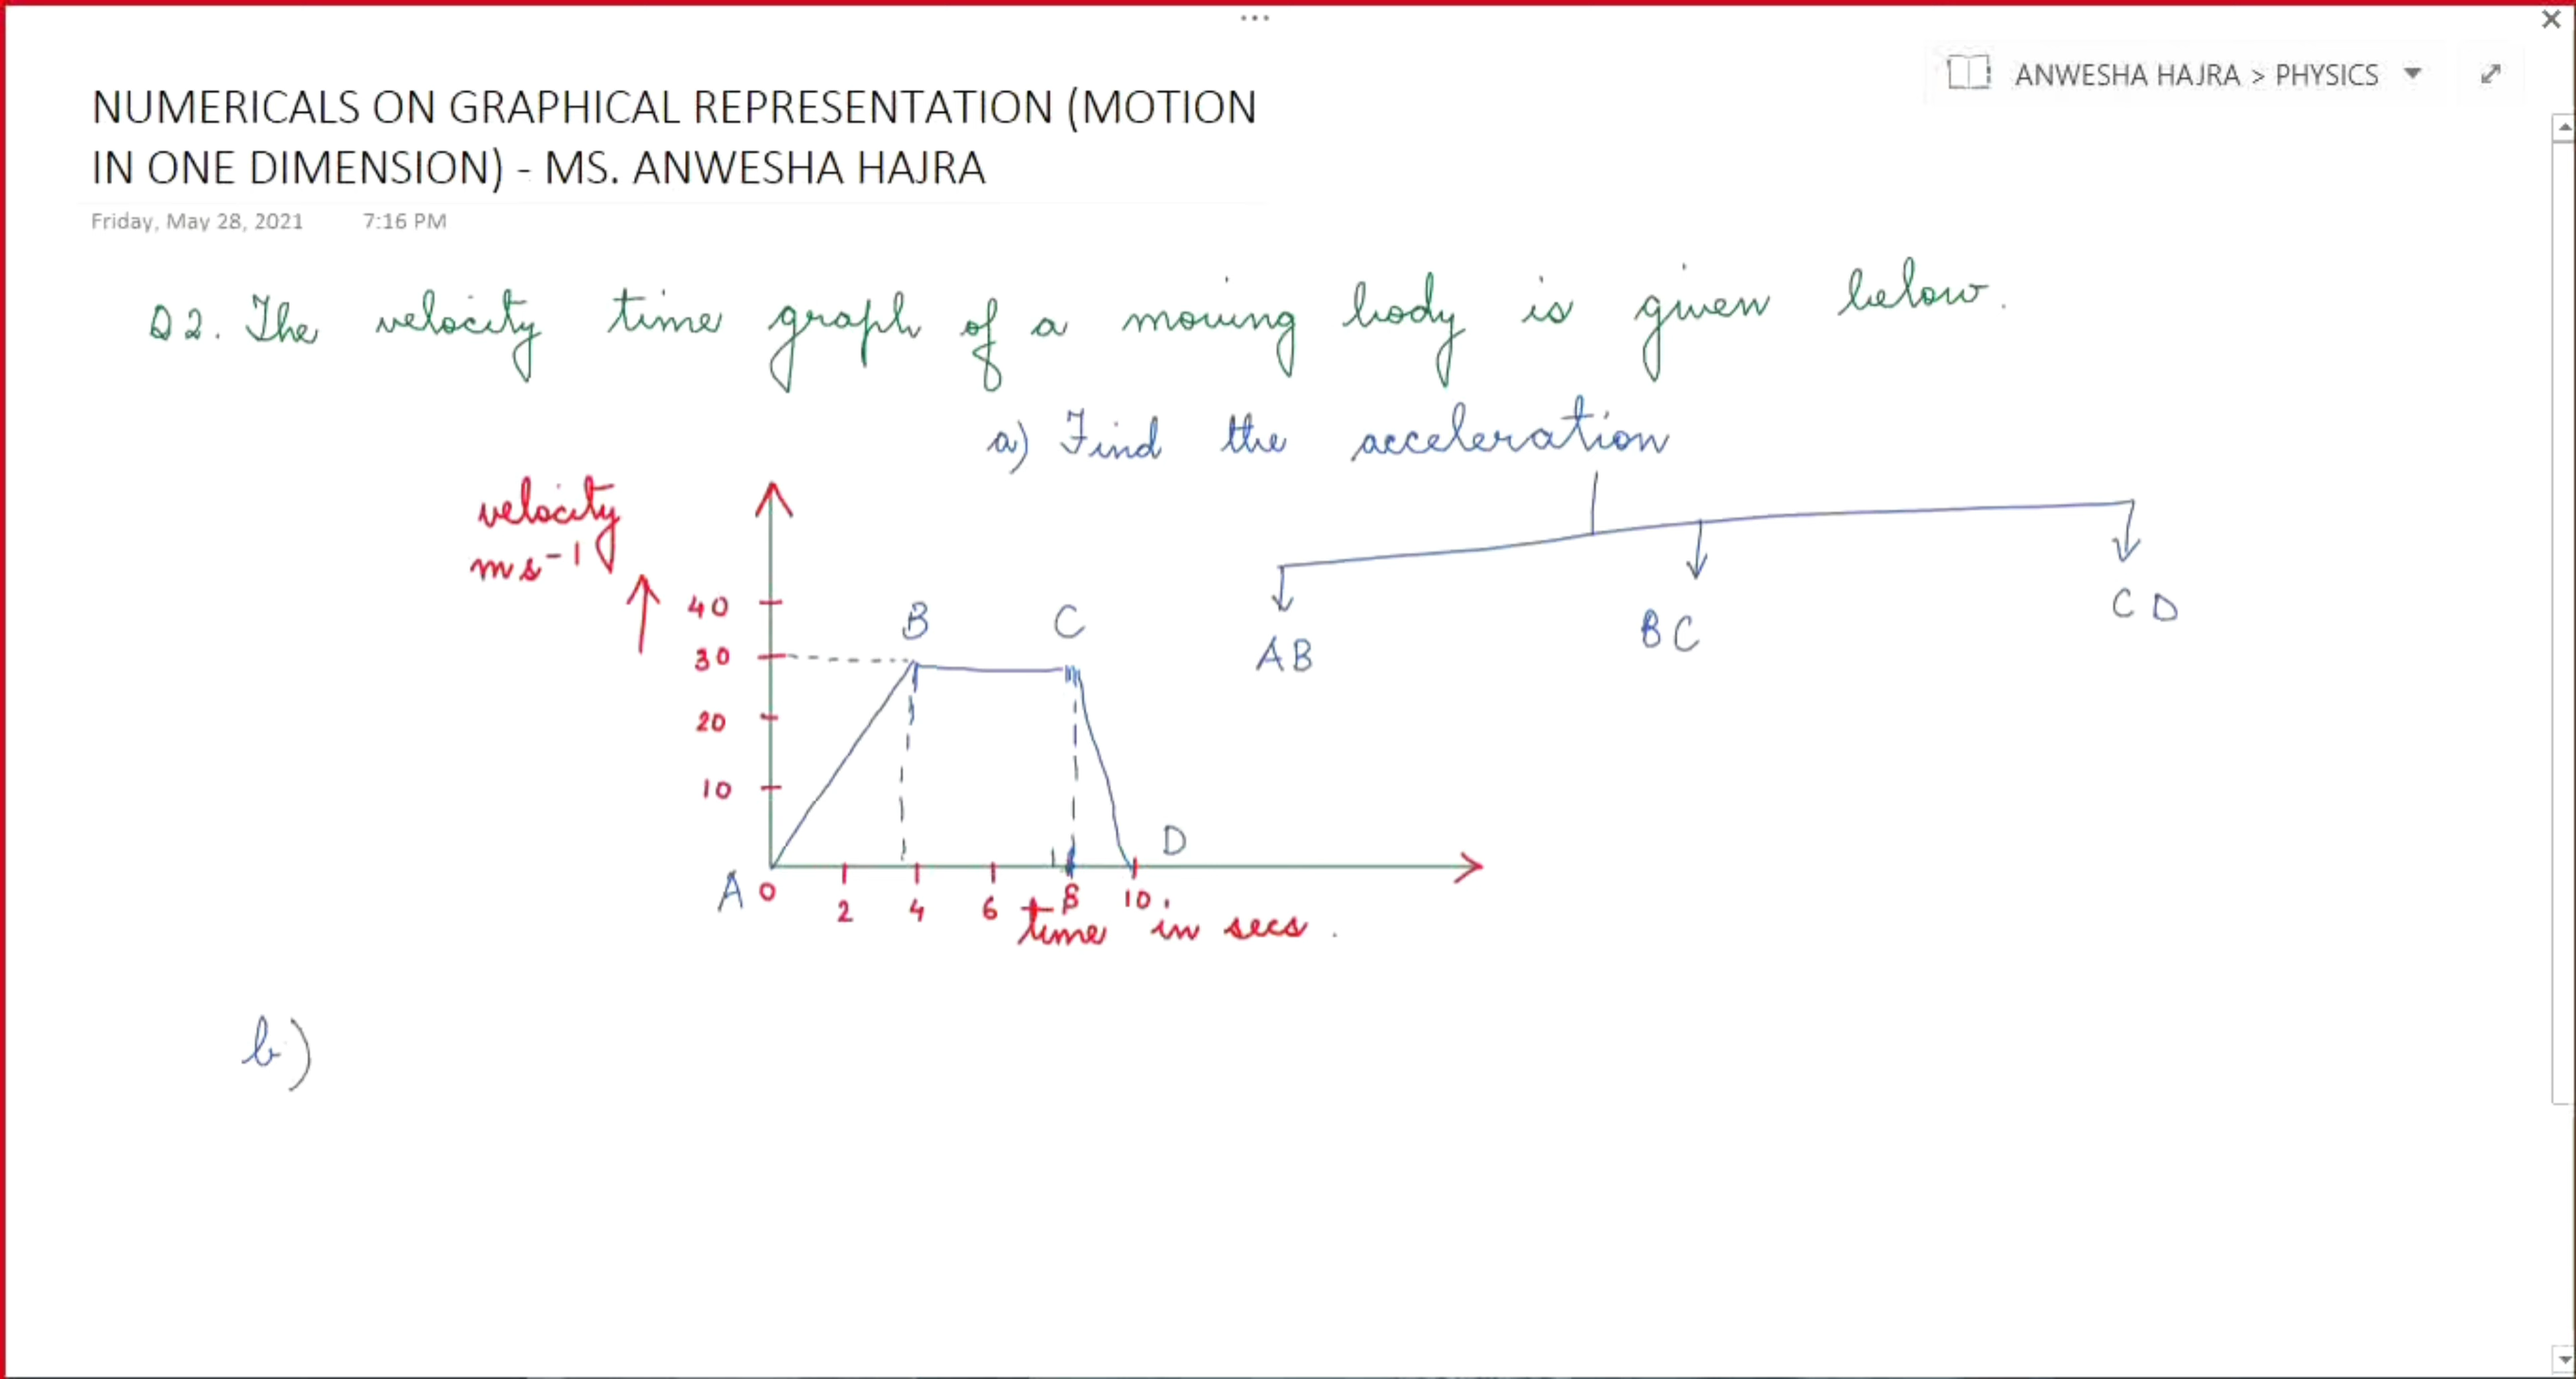 ANWESHA HAJRA > PHYSICS
NUMERICALS ON GRAPHICAL REPRESENTATION (MOTION
IN ONE DIMENSION) - MS. ANWESHA HAJRA
Friday, May 28, 2021 7:16 PM
Q2. The velocity time graph of a moving body is given below.
a) Find the acceleration
AB BC CD
velocity
ms⁻¹
40
30
20
10
B C
A 0 2 4 6 8 10 D
time in secs.
b)